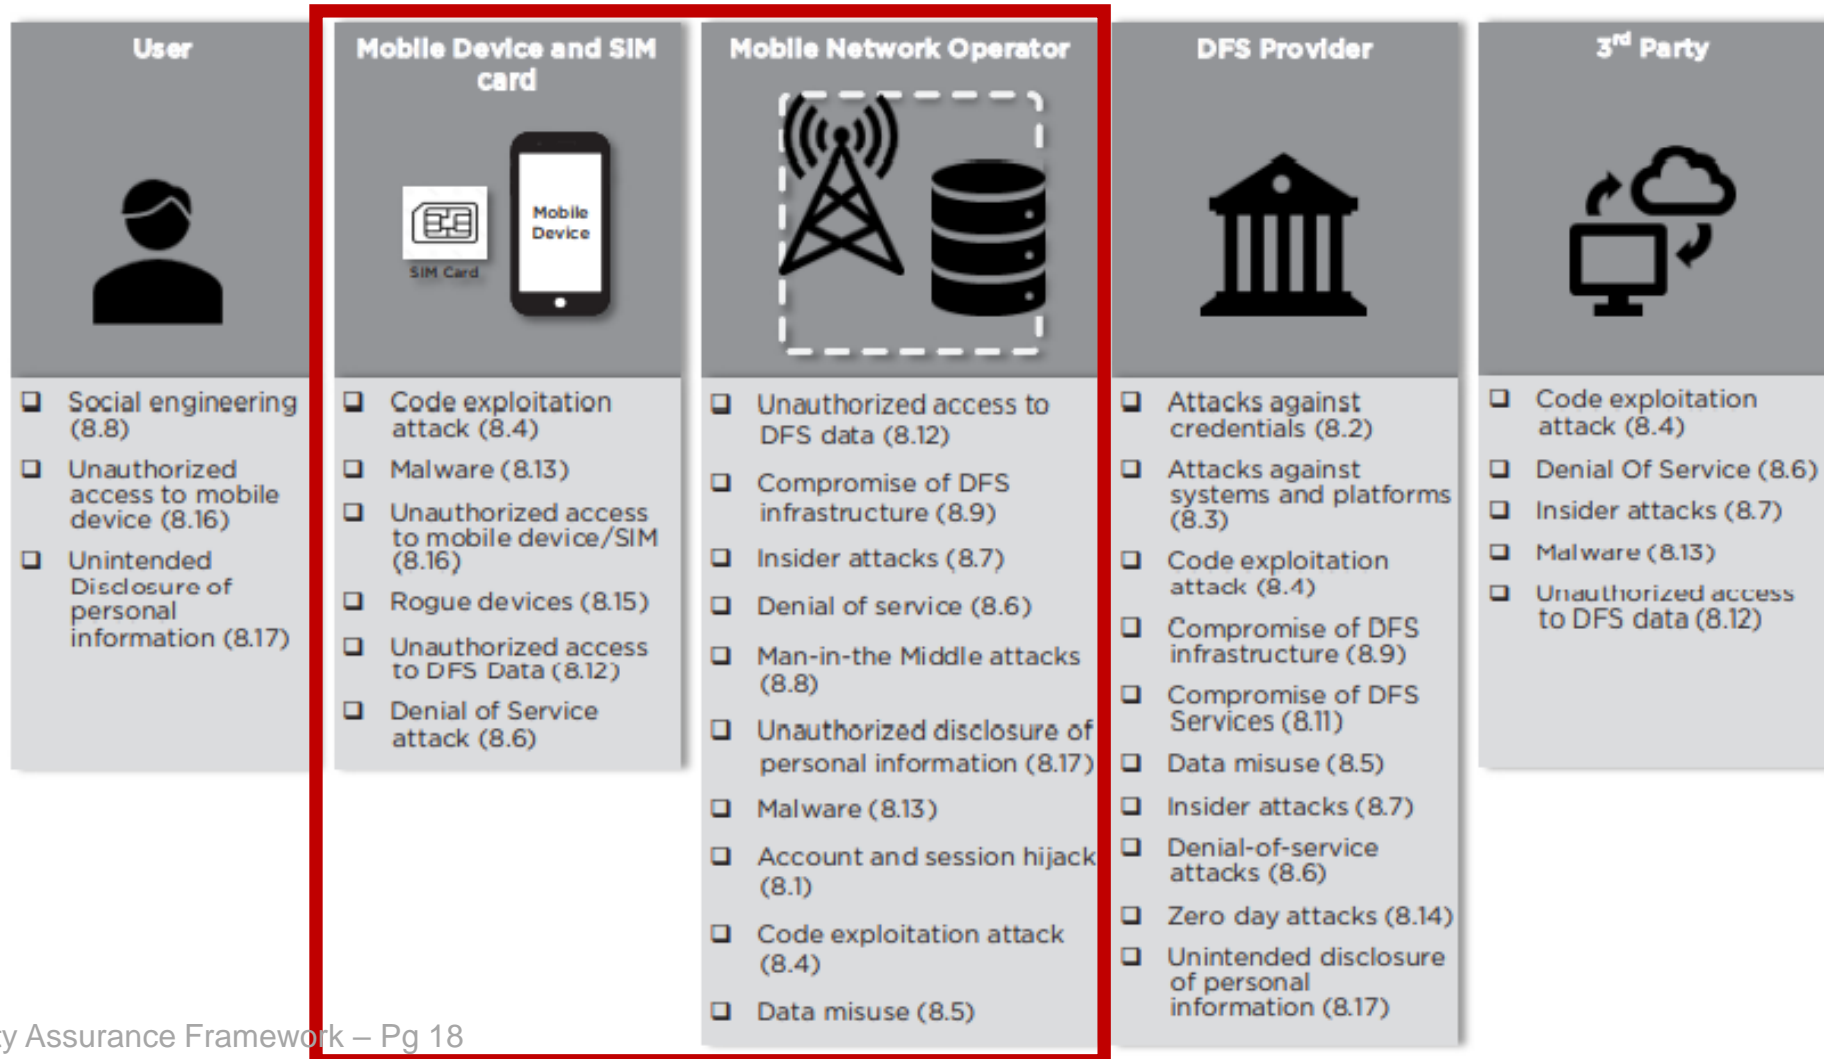 User
Social engineering
(8.8)
Unauthorized
access to mobile
device (8.16)
Unintended
Disclosure of
personal
information (8.17)
Mobile Device and SIM
card
SIM Card
Mobile
Device
Code exploitation
attack (8.4)
Malware (8.13)
Unauthorized access
to mobile device/SIM
(8.16)
Rogue devices (8.15)
Unauthorized access
to DFS Data (8.12)
Denial of Service
attack (8.6)
Mobile Network Operator
Unauthorized access to
DFS data (8.12)
Compromise of DFS
infrastructure (8.9)
Insider attacks (8.7)
Denial of service (8.6)
Man-in-the Middle attacks
(8.8)
Unauthorized disclosure of
personal information (8.17)
Malware (8.13)
Account and session hijack
(8.1)
Code exploitation attack
(8.4)
Data misuse (8.5)
DFS Provider
Attacks against
credentials (8.2)
Attacks against
systems and platforms
(8.3)
Code exploitation
attack (8.4)
Compromise of DFS
infrastructure (8.9)
Compromise of DFS
Services (8.11)
Data misuse (8.5)
Insider attacks (8.7)
Denial-of-service
attacks (8.6)
Zero day attacks (8.14)
Unintended disclosure
of personal
information (8.17)
3rd Party
Code exploitation
attack (8.4)
Denial Of Service (8.6)
Insider attacks (8.7)
Malware (8.13)
Unauthorized access
to DFS data (8.12)
Assurance Framework – Pg 18